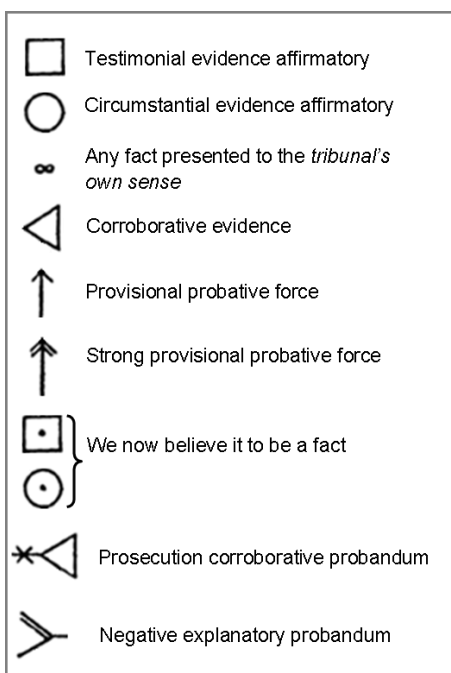 Testimonial evidence affirmatory
Circumstantial evidence affirmatory
Any fact presented to the tribunal's
own sense
Corroborative evidence
Provisional probative force
Strong provisional probative force
We now believe it to be a fact
Prosecution corroborative probandum
Negative explanatory probandum